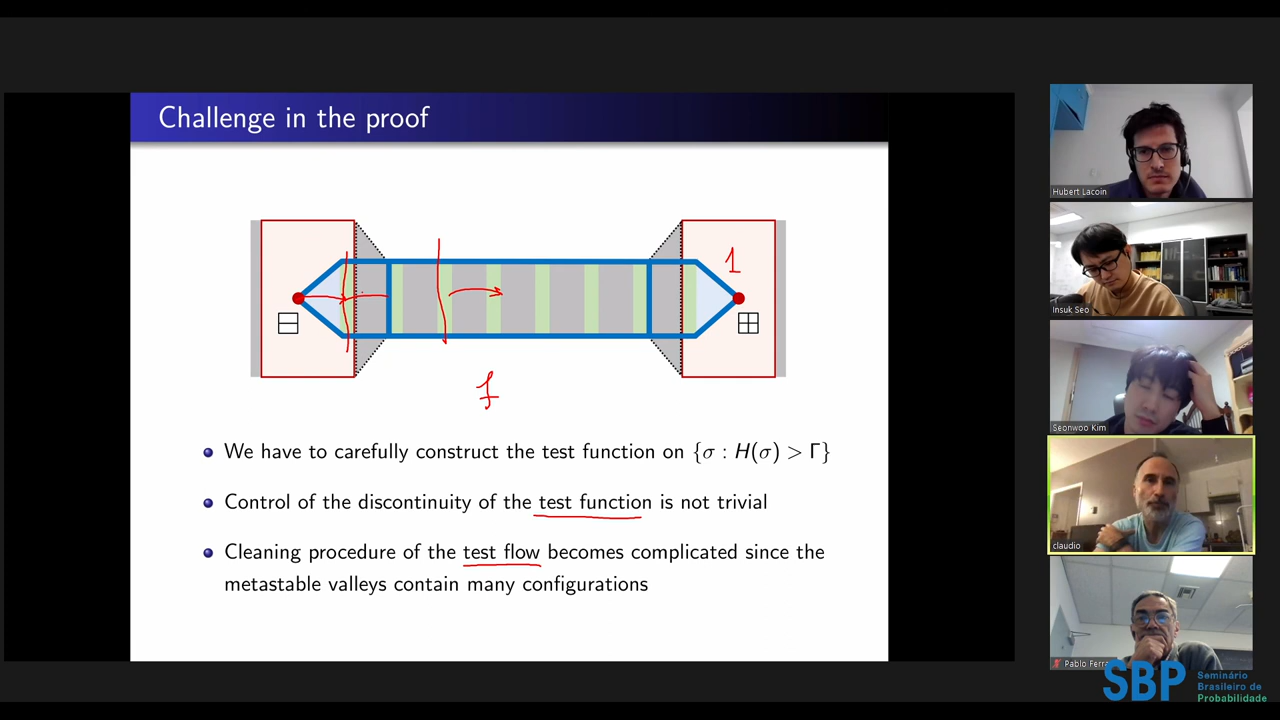 Challenge in the proof
1
f
We have to carefully construct the test function on {σ : H(σ) > Γ}
Control of the discontinuity of the test function is not trivial
Cleaning procedure of the test flow becomes complicated since the
metastable valleys contain many configurations
Hubert Lacoin
Insuk Seo
Seonwoo Kim
claudio
Pablo Ferra
SBP
Seminário
Brasileiro de
Probabilidade